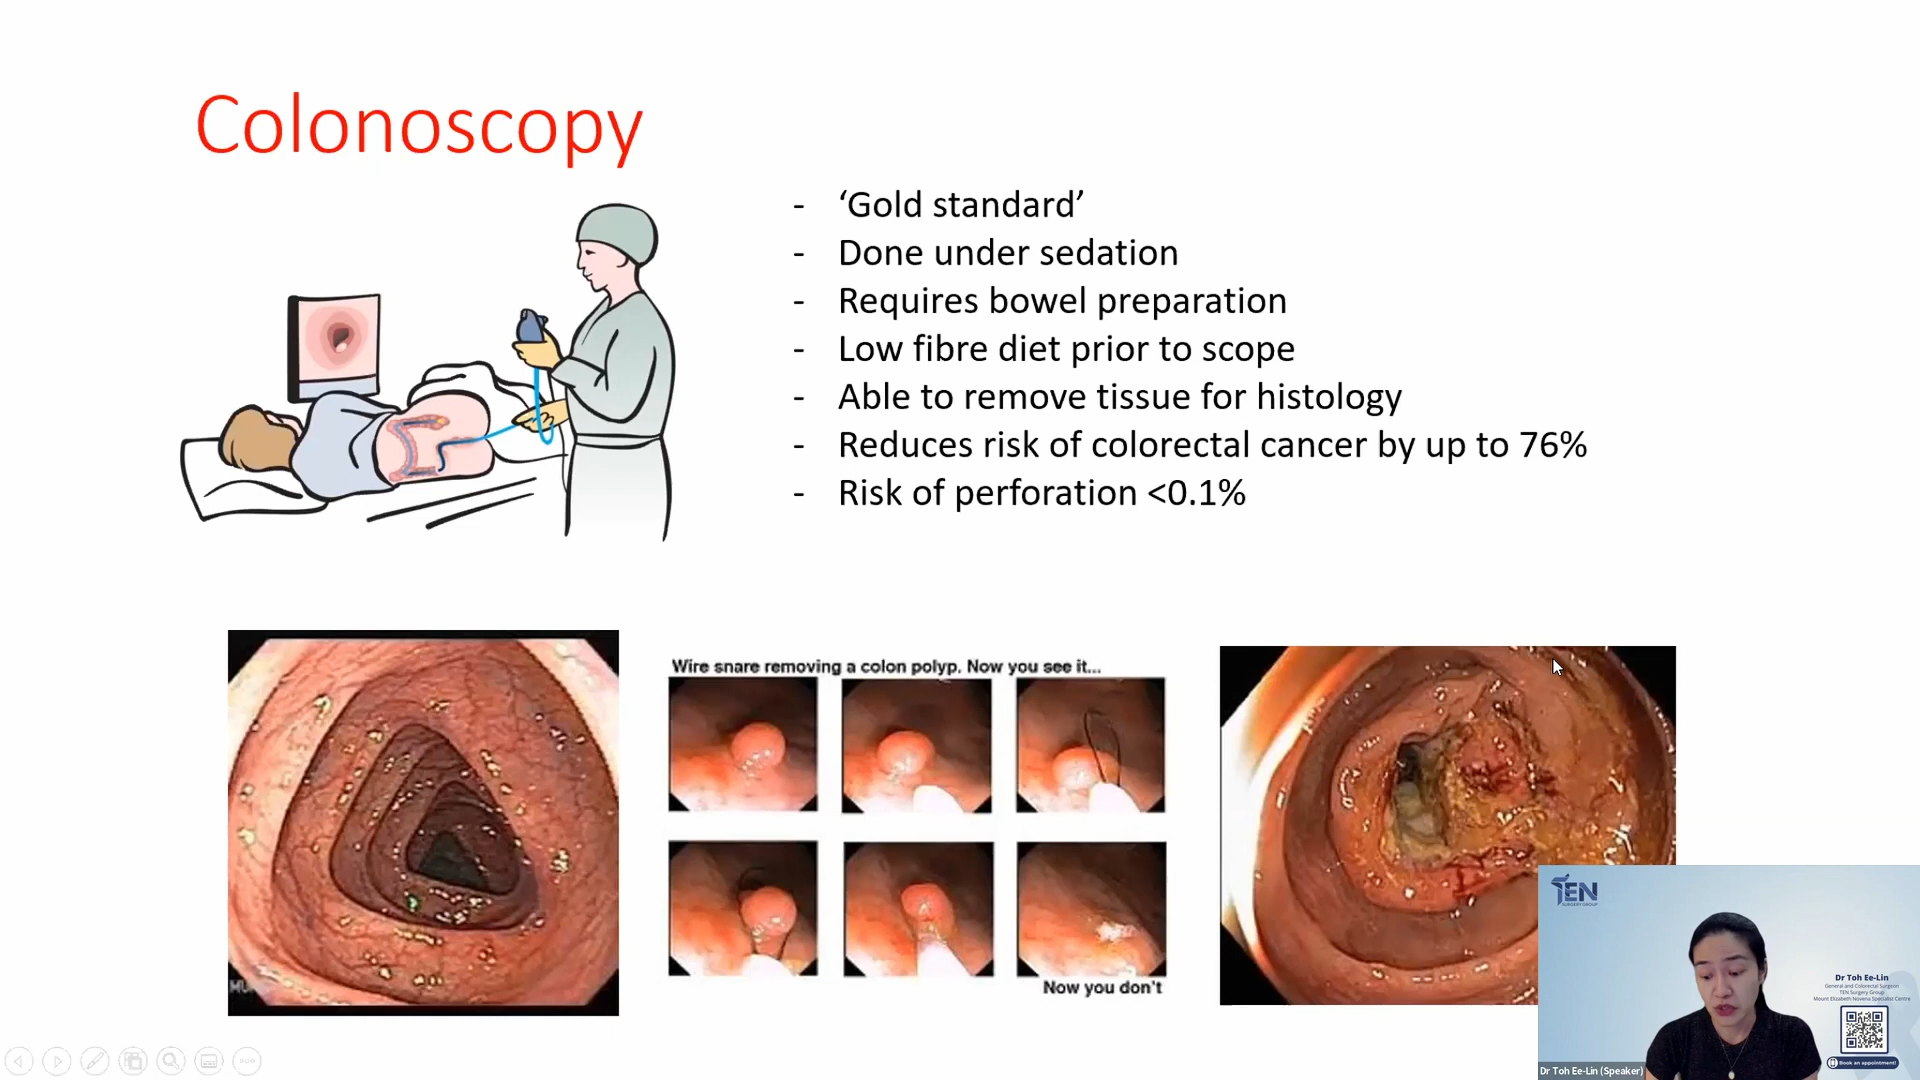 Colonoscopy
- ‘Gold standard’
- Done under sedation
- Requires bowel preparation
- Low fibre diet prior to scope
- Able to remove tissue for histology
- Reduces risk of colorectal cancer by up to 76%
- Risk of perforation <0.1%
Wire snare removing a colon polyp. Now you see it...
Now you don't
TEN
SURGERY GROUP
Dr Toh Ee-Lin
General and Colorectal Surgeon
TEN Surgery Group
Mount Elizabeth Novena Specialist Centre
Book an appointment!
Dr Toh Ee-Lin (Speaker)